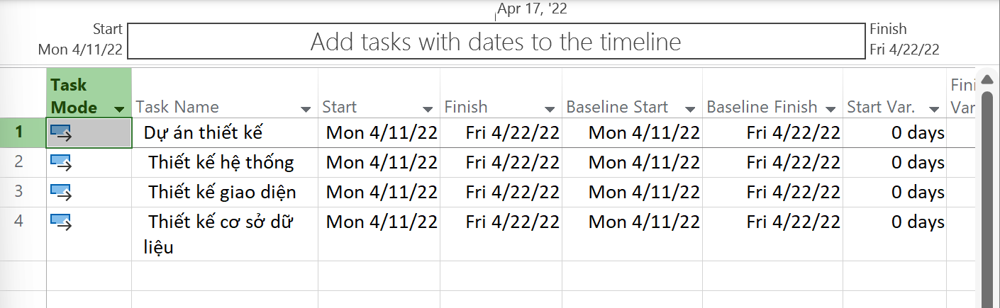 Apr 17, '22
Start
Mon 4/11/22
Add tasks with dates to the timeline
Finish
Fri 4/22/22
Task Mode Task Name Start Finish Baseline Start Baseline Finish Start Var. Fini Var
1 Dự án thiết kế Mon 4/11/22 Fri 4/22/22 Mon 4/11/22 Fri 4/22/22 0 days
2 Thiết kế hệ thống Mon 4/11/22 Fri 4/22/22 Mon 4/11/22 Fri 4/22/22 0 days
3 Thiết kế giao diện Mon 4/11/22 Fri 4/22/22 Mon 4/11/22 Fri 4/22/22 0 days
4 Thiết kế cơ sở dữ Mon 4/11/22 Fri 4/22/22 Mon 4/11/22 Fri 4/22/22 0 days
liệu